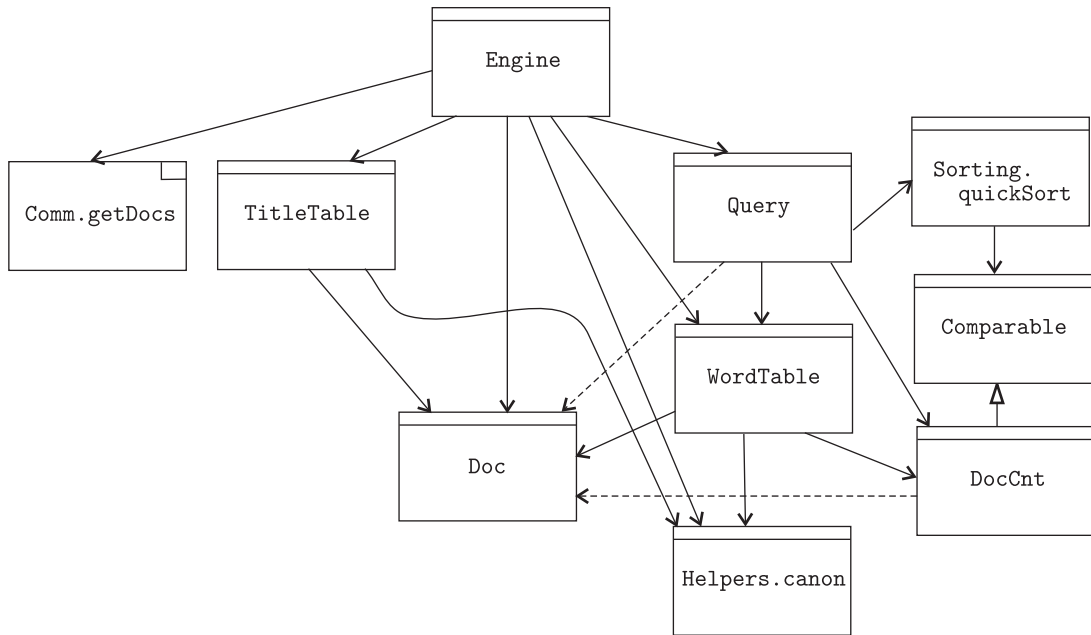 Engine
Comm.getDocs
TitleTable
Query
Sorting.
quickSort
Comparable
WordTable
Doc
DocCnt
Helpers.canon